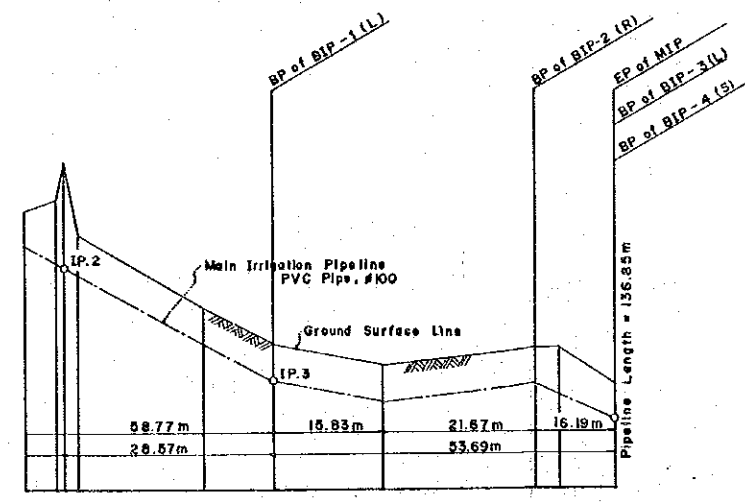 BP of BIP-1 (L)
BP of BIP-2 (R)
EP of MIP
BP of BIP-3 (L)
BP of BIP-4 (S)
IP.2
Main Irrigation Pipeline
PVC Pipe, ø100
Ground Surface Line
IP.3
Pipeline Length = 136.85m
58.77m
15.83m
21.67m
16.19m
28.57m
53.69m